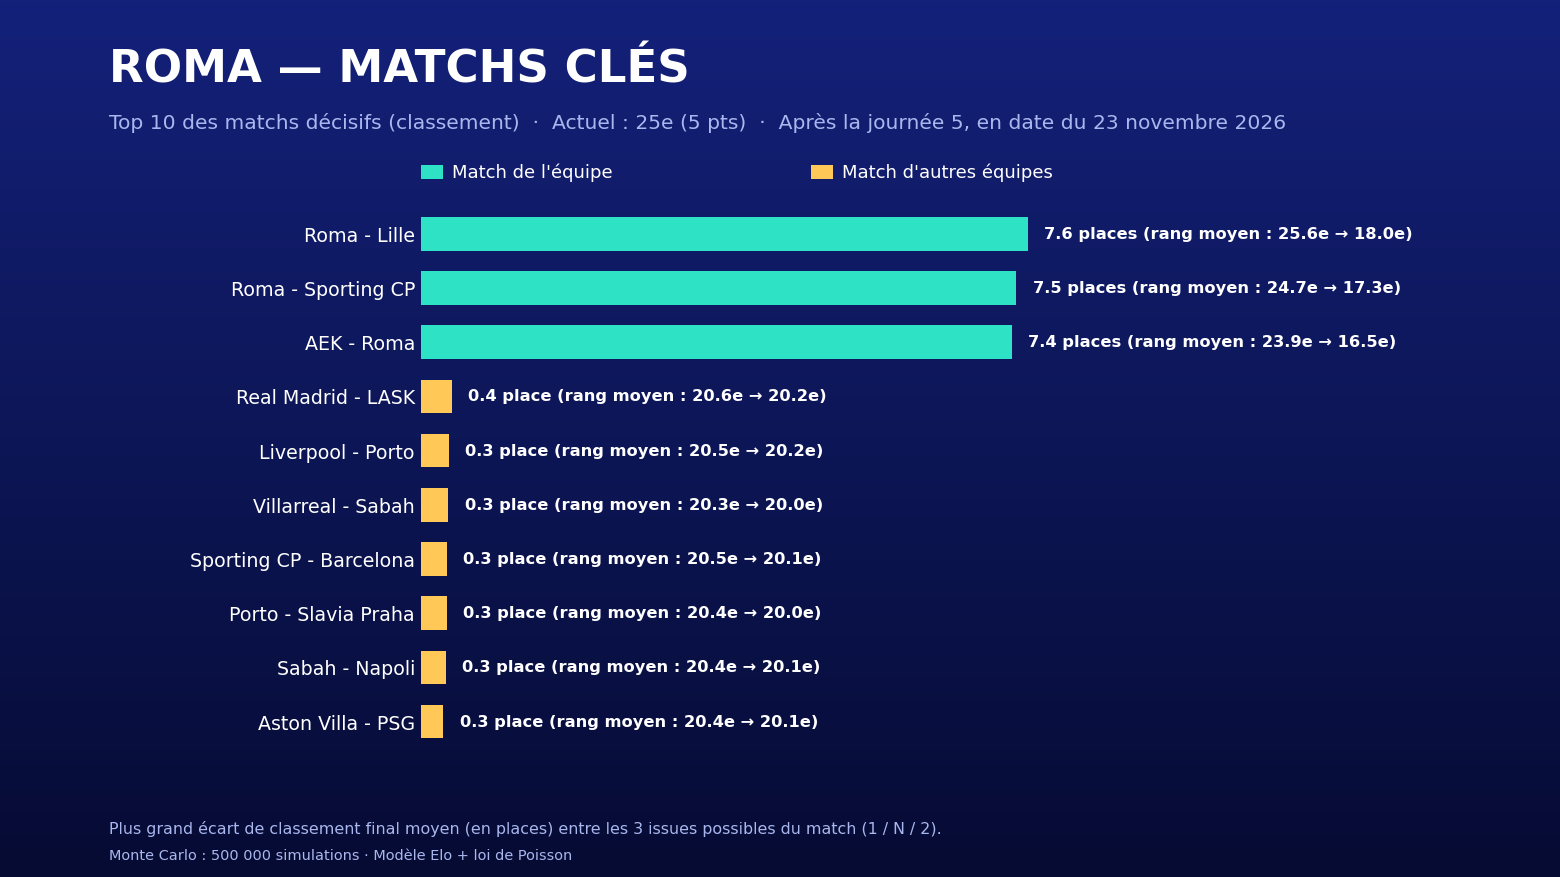 ROMA — MATCHS CLÉS
Top 10 des matchs décisifs (classement) · Actuel : 25e (5 pts) · Après la journée 5, en date du 23 novembre 2026
Match de l'équipe Match d'autres équipes
Roma - Lille 7.6 places (rang moyen : 25.6e → 18.0e)
Roma - Sporting CP 7.5 places (rang moyen : 24.7e → 17.3e)
AEK - Roma 7.4 places (rang moyen : 23.9e → 16.5e)
Real Madrid - LASK 0.4 place (rang moyen : 20.6e → 20.2e)
Liverpool - Porto 0.3 place (rang moyen : 20.5e → 20.2e)
Villarreal - Sabah 0.3 place (rang moyen : 20.3e → 20.0e)
Sporting CP - Barcelona 0.3 place (rang moyen : 20.5e → 20.1e)
Porto - Slavia Praha 0.3 place (rang moyen : 20.4e → 20.0e)
Sabah - Napoli 0.3 place (rang moyen : 20.4e → 20.1e)
Aston Villa - PSG 0.3 place (rang moyen : 20.4e → 20.1e)
Plus grand écart de classement final moyen (en places) entre les 3 issues possibles du match (1 / N / 2).
Monte Carlo : 500 000 simulations · Modèle Elo + loi de Poisson